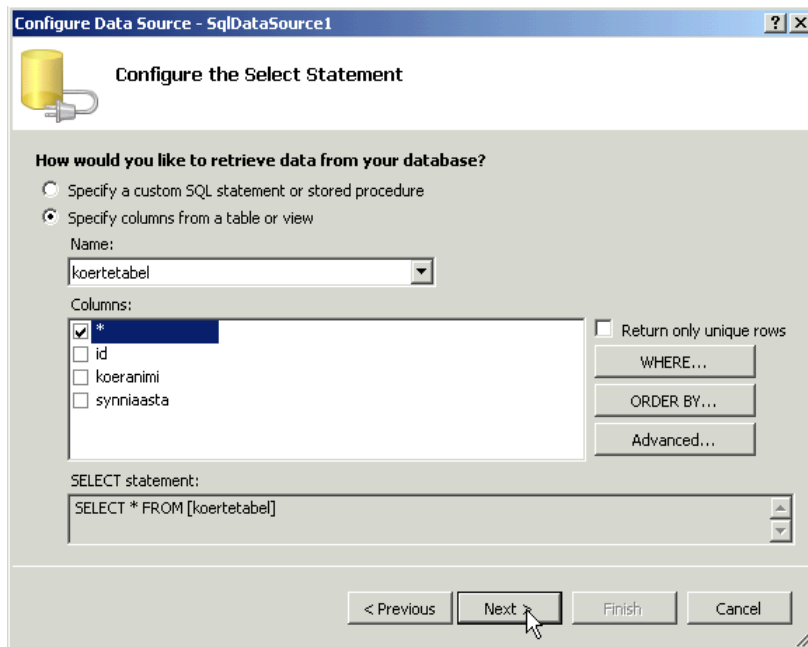 Configure Data Source - SqlDataSource1
Configure the Select Statement
How would you like to retrieve data from your database?
Specify a custom SQL statement or stored procedure
Specify columns from a table or view
Name:
koertetabel
Columns:
*
Return only unique rows
id
WHERE...
koeranimi
synniaasta
ORDER BY...
Advanced...
SELECT statement:
SELECT * FROM [koertetabel]
< Previous
Next >
Finish
Cancel